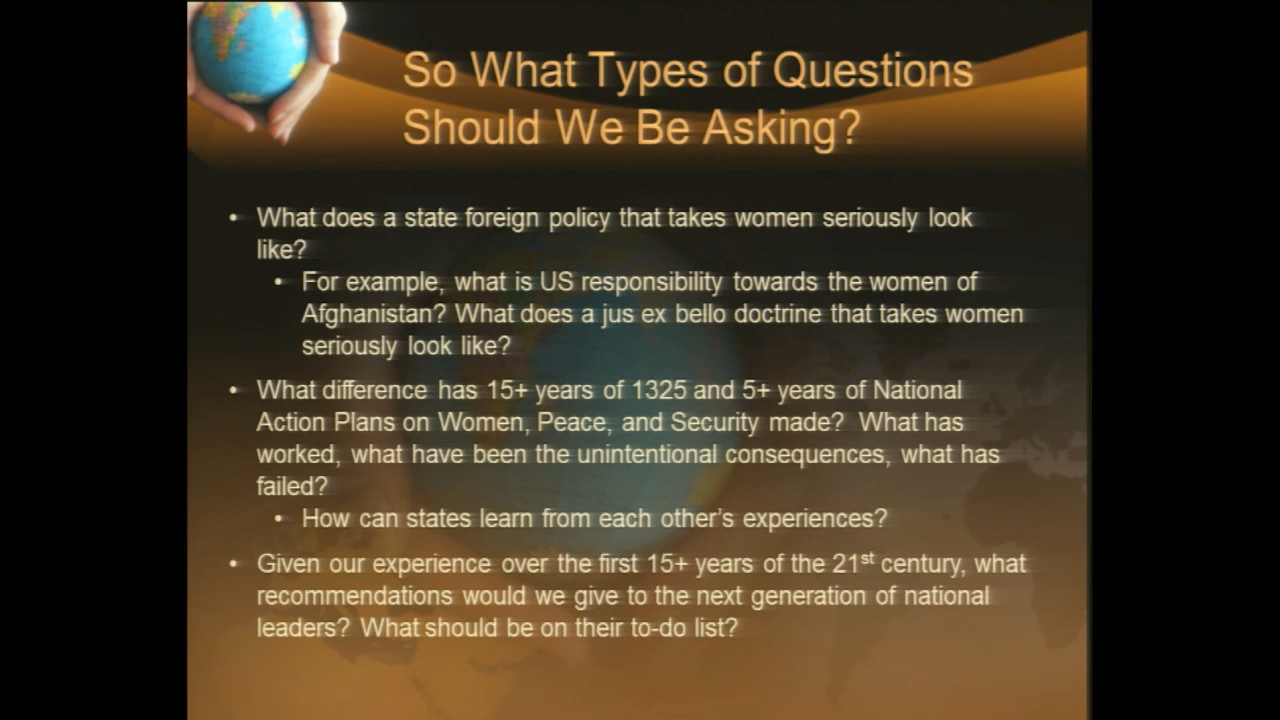 So What Types of Questions
Should We Be Asking?
• What does a state foreign policy that takes women seriously look
like?
• For example, what is US responsibility towards the women of
Afghanistan? What does a jus ex bello doctrine that takes women
seriously look like?
• What difference has 15+ years of 1325 and 5+ years of National
Action Plans on Women, Peace, and Security made?  What has
worked, what have been the unintentional consequences, what has
failed?
• How can states learn from each other’s experiences?
• Given our experience over the first 15+ years of the 21st century, what
recommendations would we give to the next generation of national
leaders?  What should be on their to-do list?